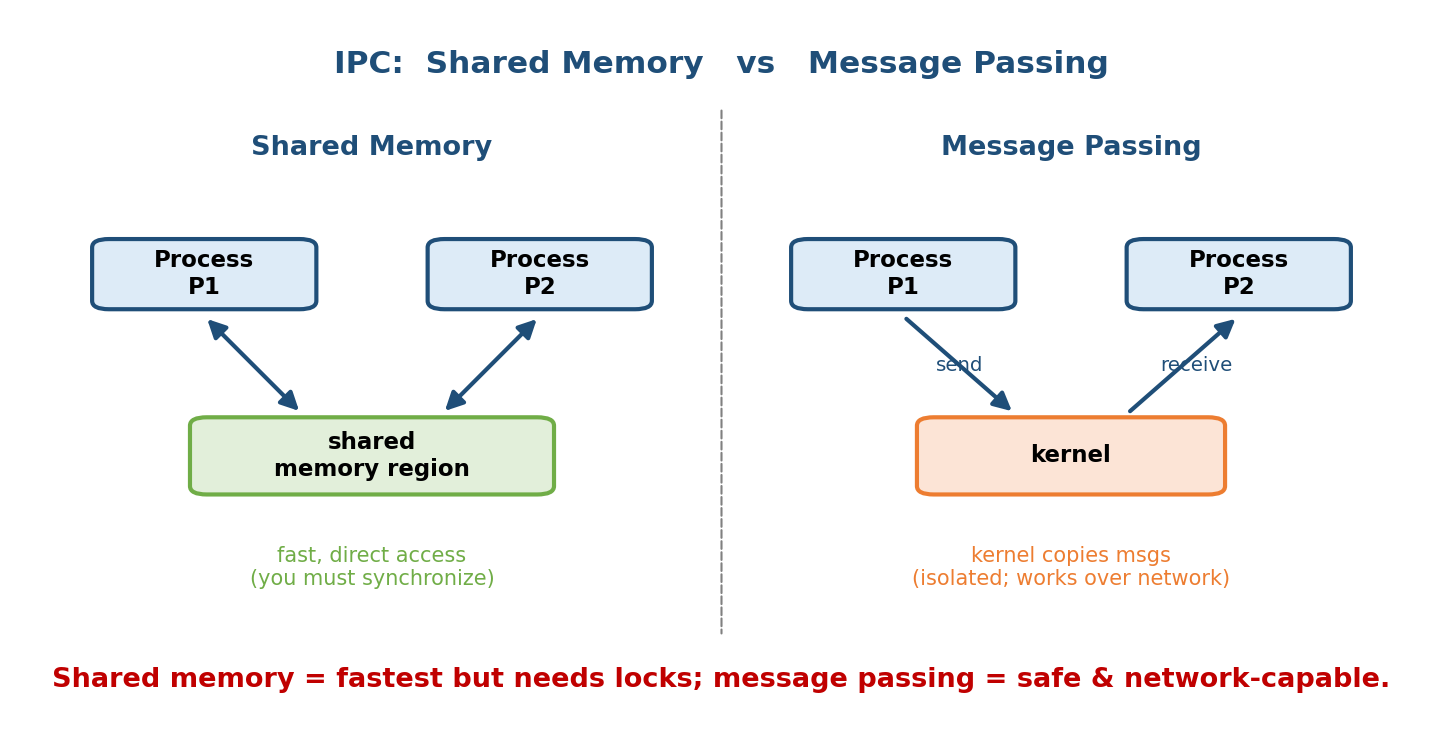 IPC:  Shared Memory   vs   Message Passing
Shared Memory
Process
P1
Process
P2
shared
memory region
fast, direct access
(you must synchronize)
Message Passing
Process
P1
Process
P2
send
receive
kernel
kernel copies msgs
(isolated; works over network)
Shared memory = fastest but needs locks; message passing = safe & network-capable.